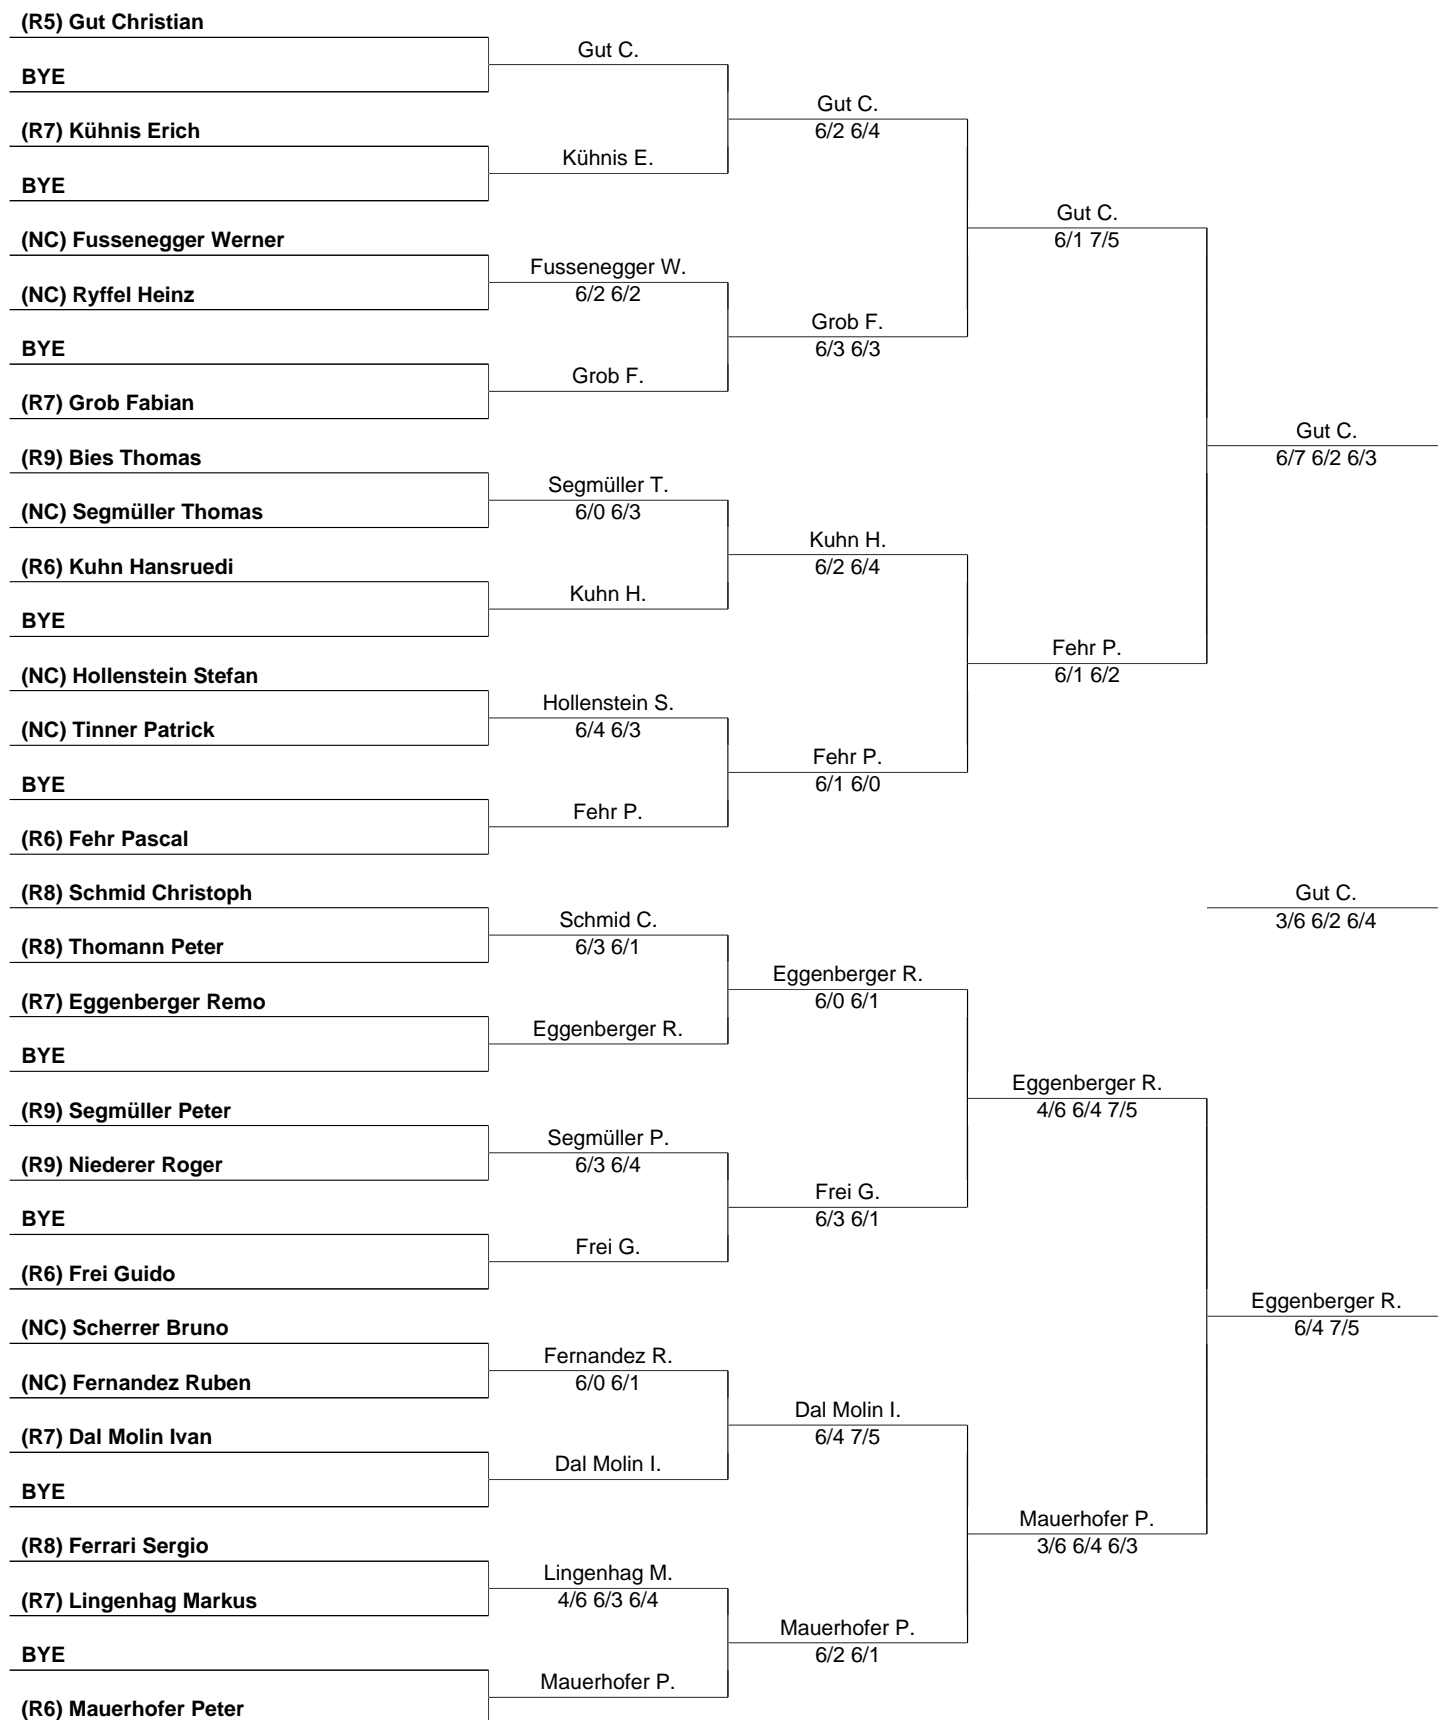 (R5) Gut Christian
Gut C.
BYE
Gut C.
6/2 6/4
(R7) Kühnis Erich
Kühnis E.
BYE
Gut C.
6/1 7/5
(NC) Fussenegger Werner
Fussenegger W.
6/2 6/2
(NC) Ryffel Heinz
Grob F.
6/3 6/3
BYE
Grob F.
(R7) Grob Fabian
Gut C.
6/7 6/2 6/3
(R9) Bies Thomas
Segmüller T.
6/0 6/3
(NC) Segmüller Thomas
Kuhn H.
6/2 6/4
(R6) Kuhn Hansruedi
Kuhn H.
BYE
Fehr P.
6/1 6/2
(NC) Hollenstein Stefan
Hollenstein S.
6/4 6/3
(NC) Tinner Patrick
Fehr P.
6/1 6/0
BYE
Fehr P.
(R6) Fehr Pascal
(R8) Schmid Christoph
Gut C.
3/6 6/2 6/4
Schmid C.
6/3 6/1
(R8) Thomann Peter
Eggenberger R.
6/0 6/1
(R7) Eggenberger Remo
Eggenberger R.
BYE
Eggenberger R.
4/6 6/4 7/5
(R9) Segmüller Peter
Segmüller P.
6/3 6/4
(R9) Niederer Roger
Frei G.
6/3 6/1
BYE
Frei G.
(R6) Frei Guido
Eggenberger R.
6/4 7/5
(NC) Scherrer Bruno
Fernandez R.
6/0 6/1
(NC) Fernandez Ruben
Dal Molin I.
6/4 7/5
(R7) Dal Molin Ivan
Dal Molin I.
BYE
Mauerhofer P.
3/6 6/4 6/3
(R8) Ferrari Sergio
Lingenhag M.
4/6 6/3 6/4
(R7) Lingenhag Markus
Mauerhofer P.
6/2 6/1
BYE
Mauerhofer P.
(R6) Mauerhofer Peter